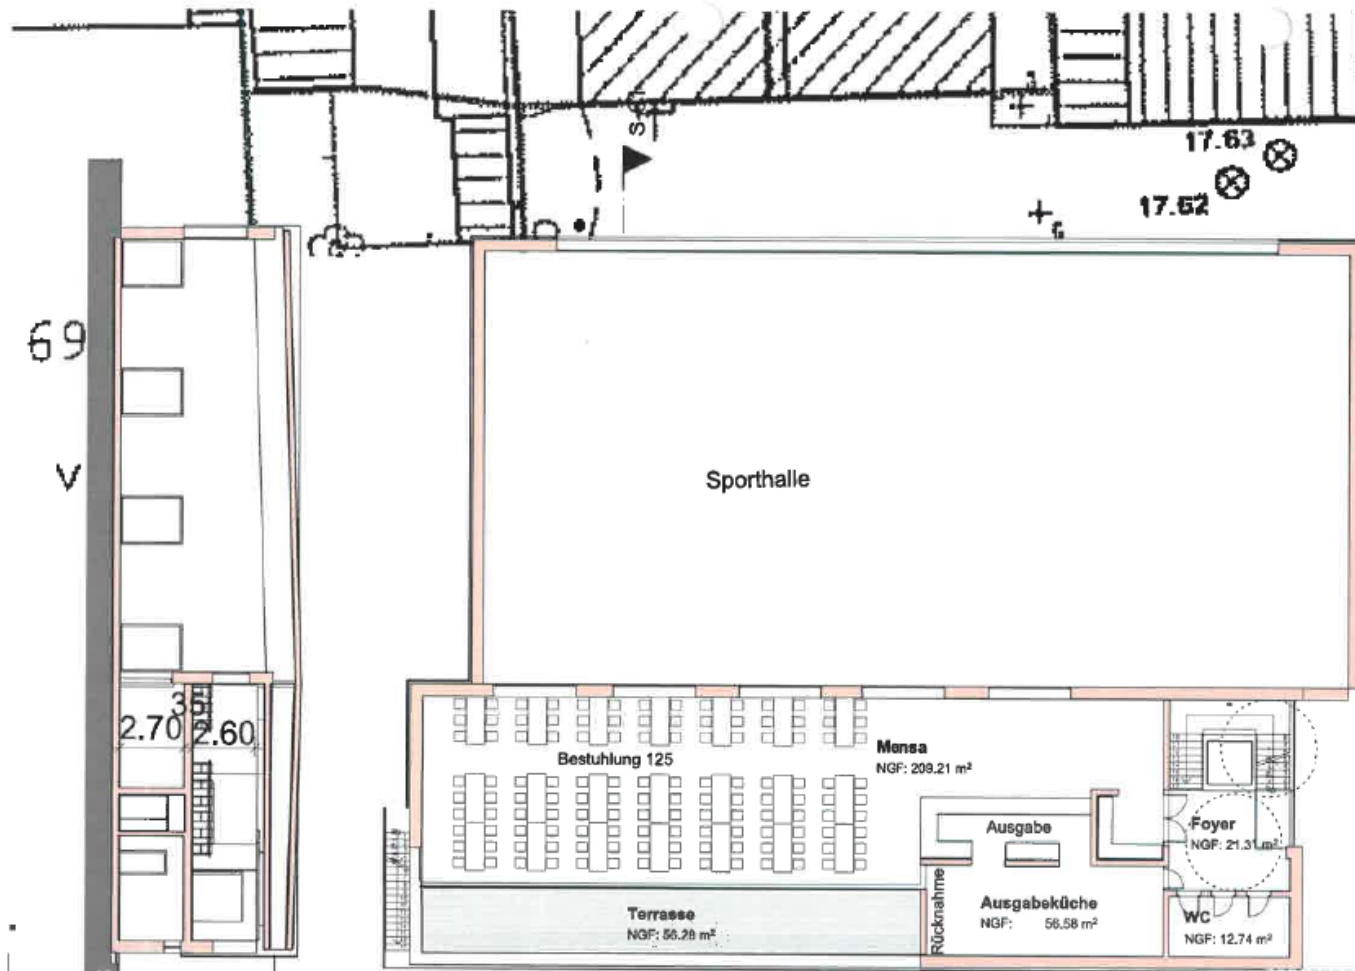 S
17.63
17.62
69
V
Sporthalle
35
2.70
2.60
Bestuhlung 125
Mensa
NGF: 209.21 m²
Ausgabe
Foyer
NGF: 21.31 m²
Rücknahme
Ausgabeküche
NGF: 56.58 m²
Terrasse
NGF: 56.28 m²
WC
NGF: 12.74 m²